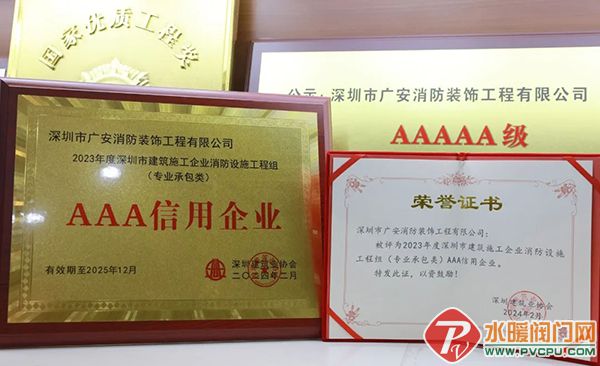 国家优质工程奖
公示：深圳市广安消防装饰工程有限公司
AAAAA级
深圳市广安消防装饰工程有限公司
2023年度深圳市建筑施工企业消防设施工程组
（专业承包类）
AAA信用企业
有效期至2025年12月
深圳建筑业协会
二〇二四年二月
荣誉证书
深圳市广安消防装饰工程有限公司：
被评为2023年度深圳市建筑施工企业消防设施
工程组（专业承包类）AAA信用企业。
特发此证，以资鼓励！
深圳建筑业协会
2024年2月
水暖阀门网
WWW.PVCPU.COM